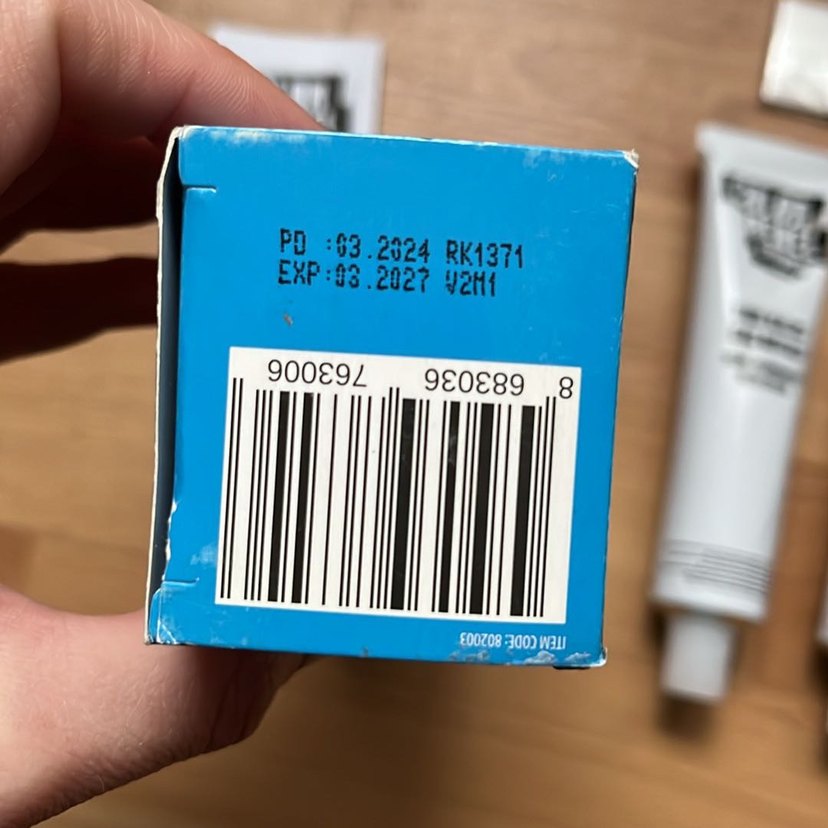 PD :03.2024 RK1371
EXP:03.2027 V2M1
8 683036 763006
ITEM CODE: 802003